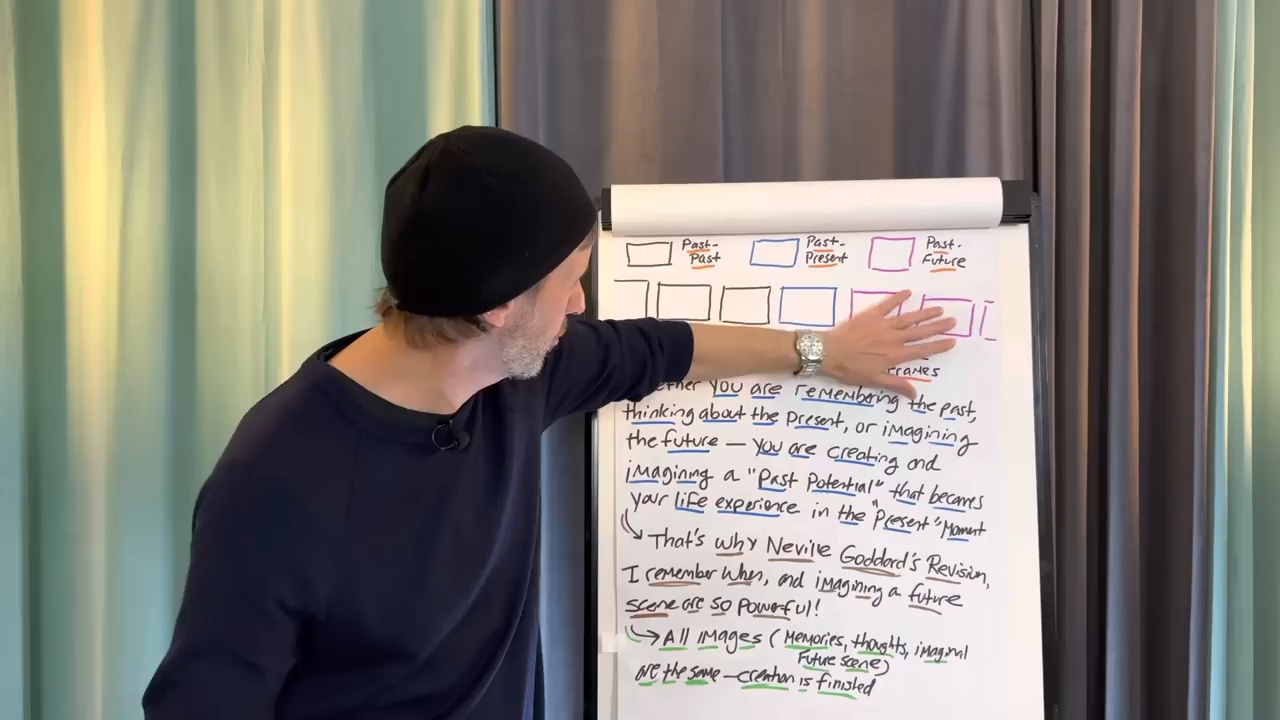 Past-Past Past-Present Past-Future
you are remembering the past,
thinking about the Present, or imagining
the future — you are creating and
imagining a "Past Potential" that becomes
your life experience in the "Present" Moment
That's why Neville Goddard's Revision,
I remember when, and imagining a future
scene are so powerful!
All images (Memories, thoughts, imaginal
Future scene)
are the same — creation is finished